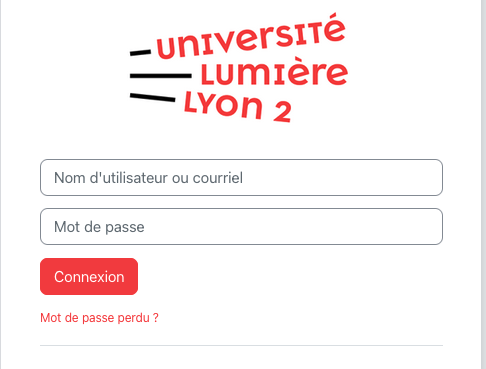 université
LUMIÈRE
LYON 2
Nom d'utilisateur ou courriel
Mot de passe
Connexion
Mot de passe perdu ?